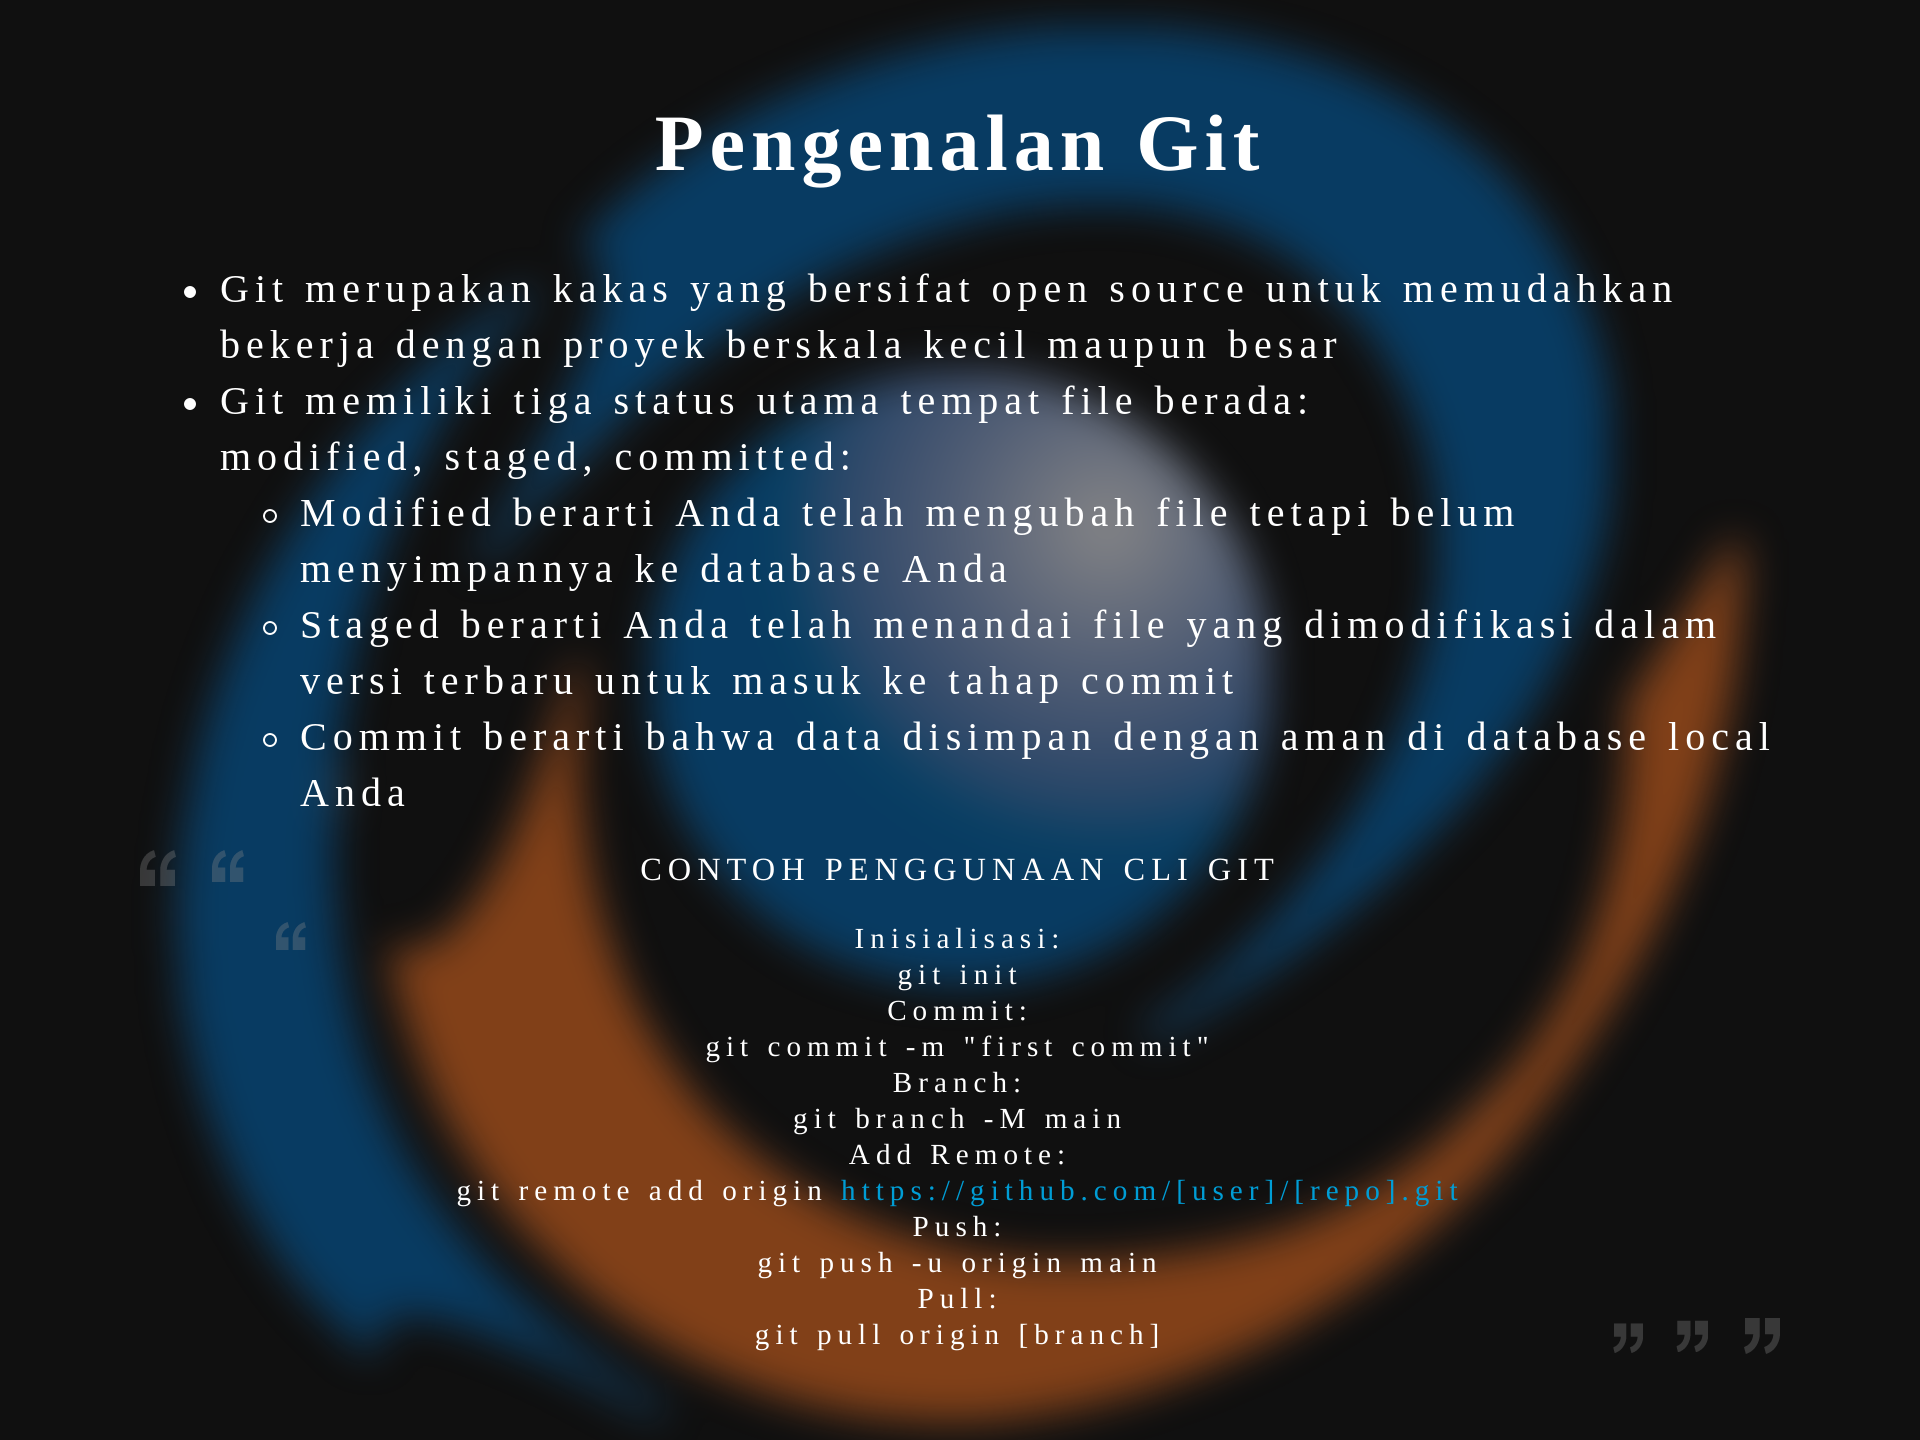 Pengenalan Git
Git merupakan kakas yang bersifat open source untuk memudahkan
bekerja dengan proyek berskala kecil maupun besar
Git memiliki tiga status utama tempat file berada:
modified, staged, committed:
Modified berarti Anda telah mengubah file tetapi belum
menyimpannya ke database Anda
Staged berarti Anda telah menandai file yang dimodifikasi dalam
versi terbaru untuk masuk ke tahap commit
Commit berarti bahwa data disimpan dengan aman di database local
Anda
CONTOH PENGGUNAAN CLI GIT
Inisialisasi:
git init
Commit:
git commit -m "first commit"
Branch:
git branch -M main
Add Remote:
git remote add origin https://github.com/[user]/[repo].git
Push:
git push -u origin main
Pull:
git pull origin [branch]